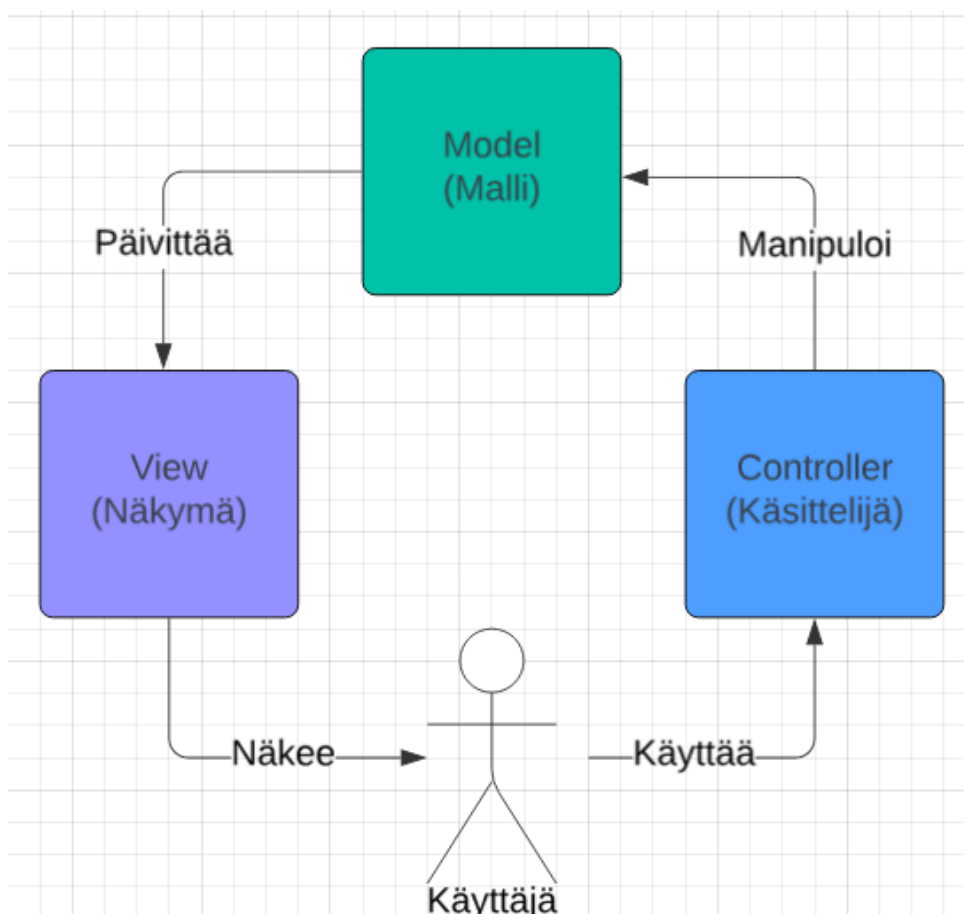 Model
(Malli)
Päivittää
Manipuloi
View
(Näkymä)
Controller
(Käsittelijä)
Näkee
Käyttää
Käyttäjä